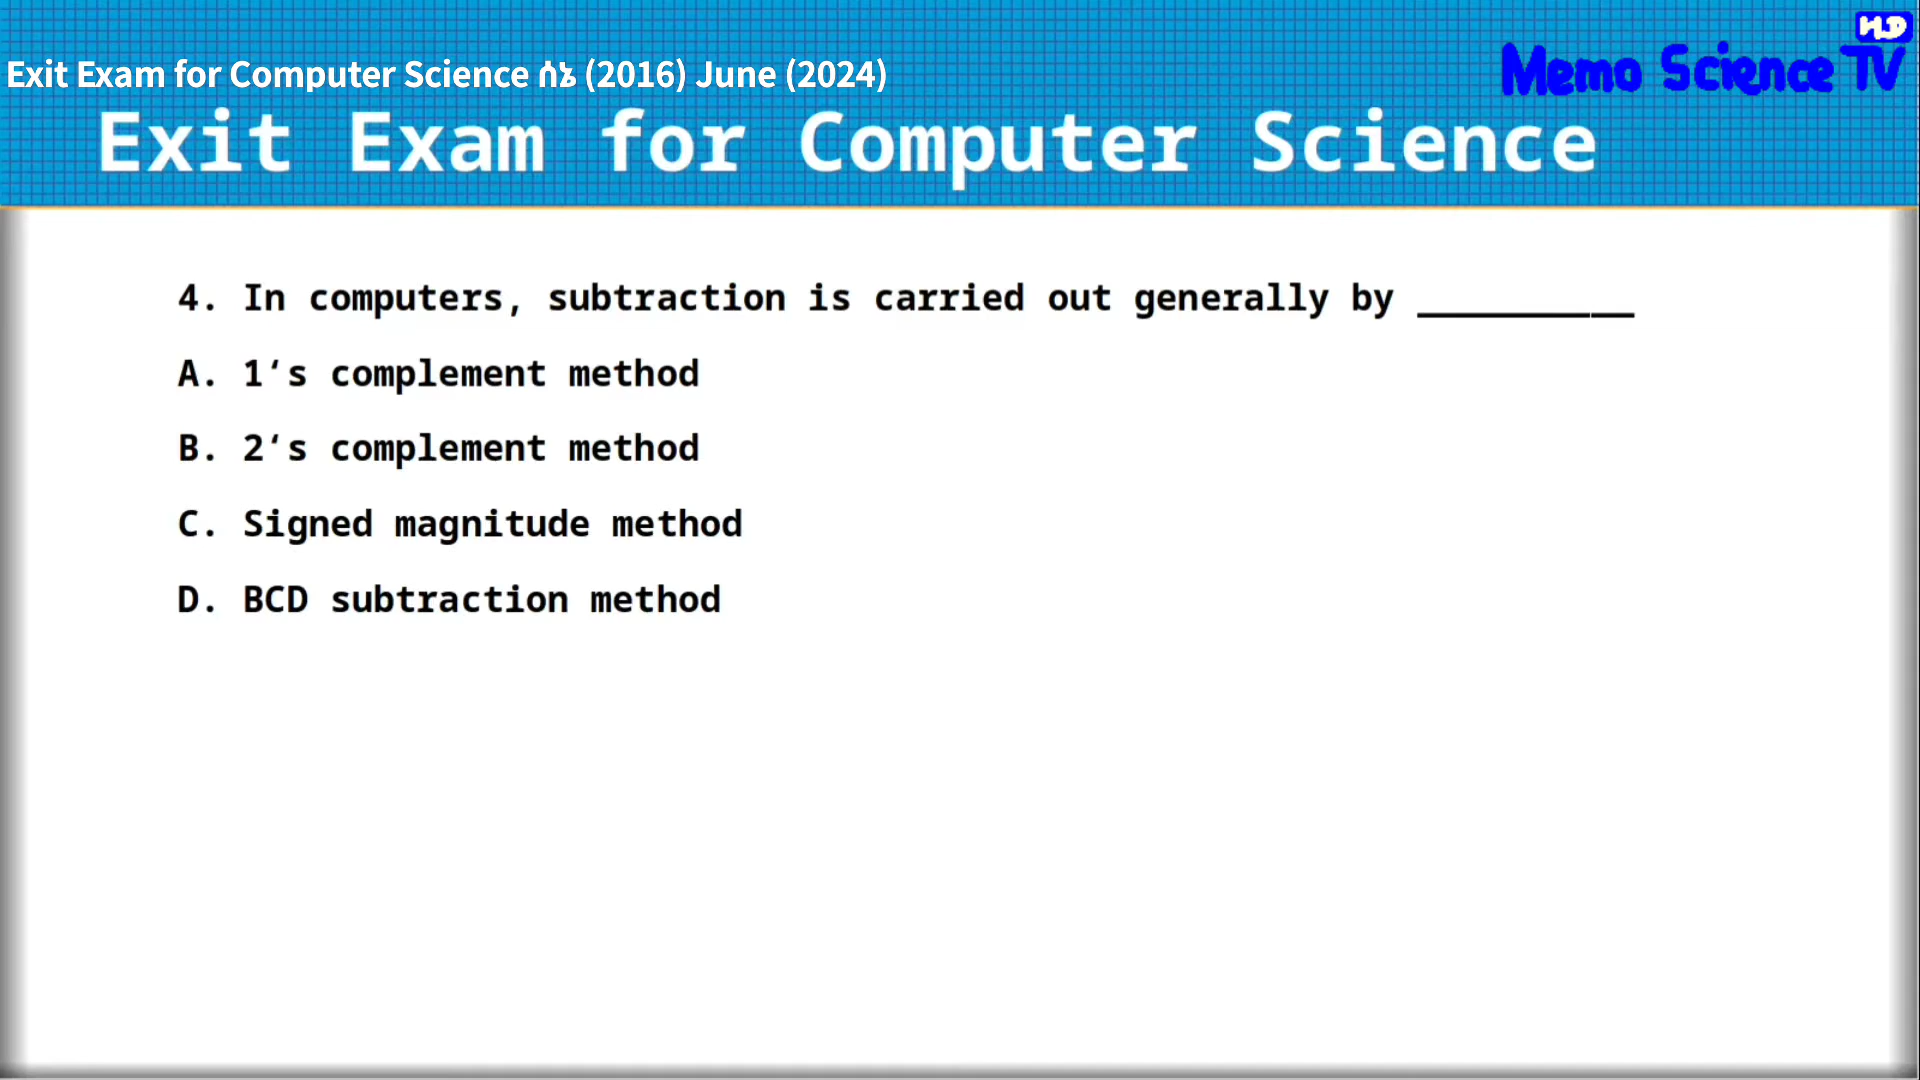 HD
Exit Exam for Computer Science ሰኔ (2016) June (2024)
Memo Science TV
Exit Exam for Computer Science
4. In computers, subtraction is carried out generally by __________
A. 1‘s complement method
B. 2‘s complement method
C. Signed magnitude method
D. BCD subtraction method